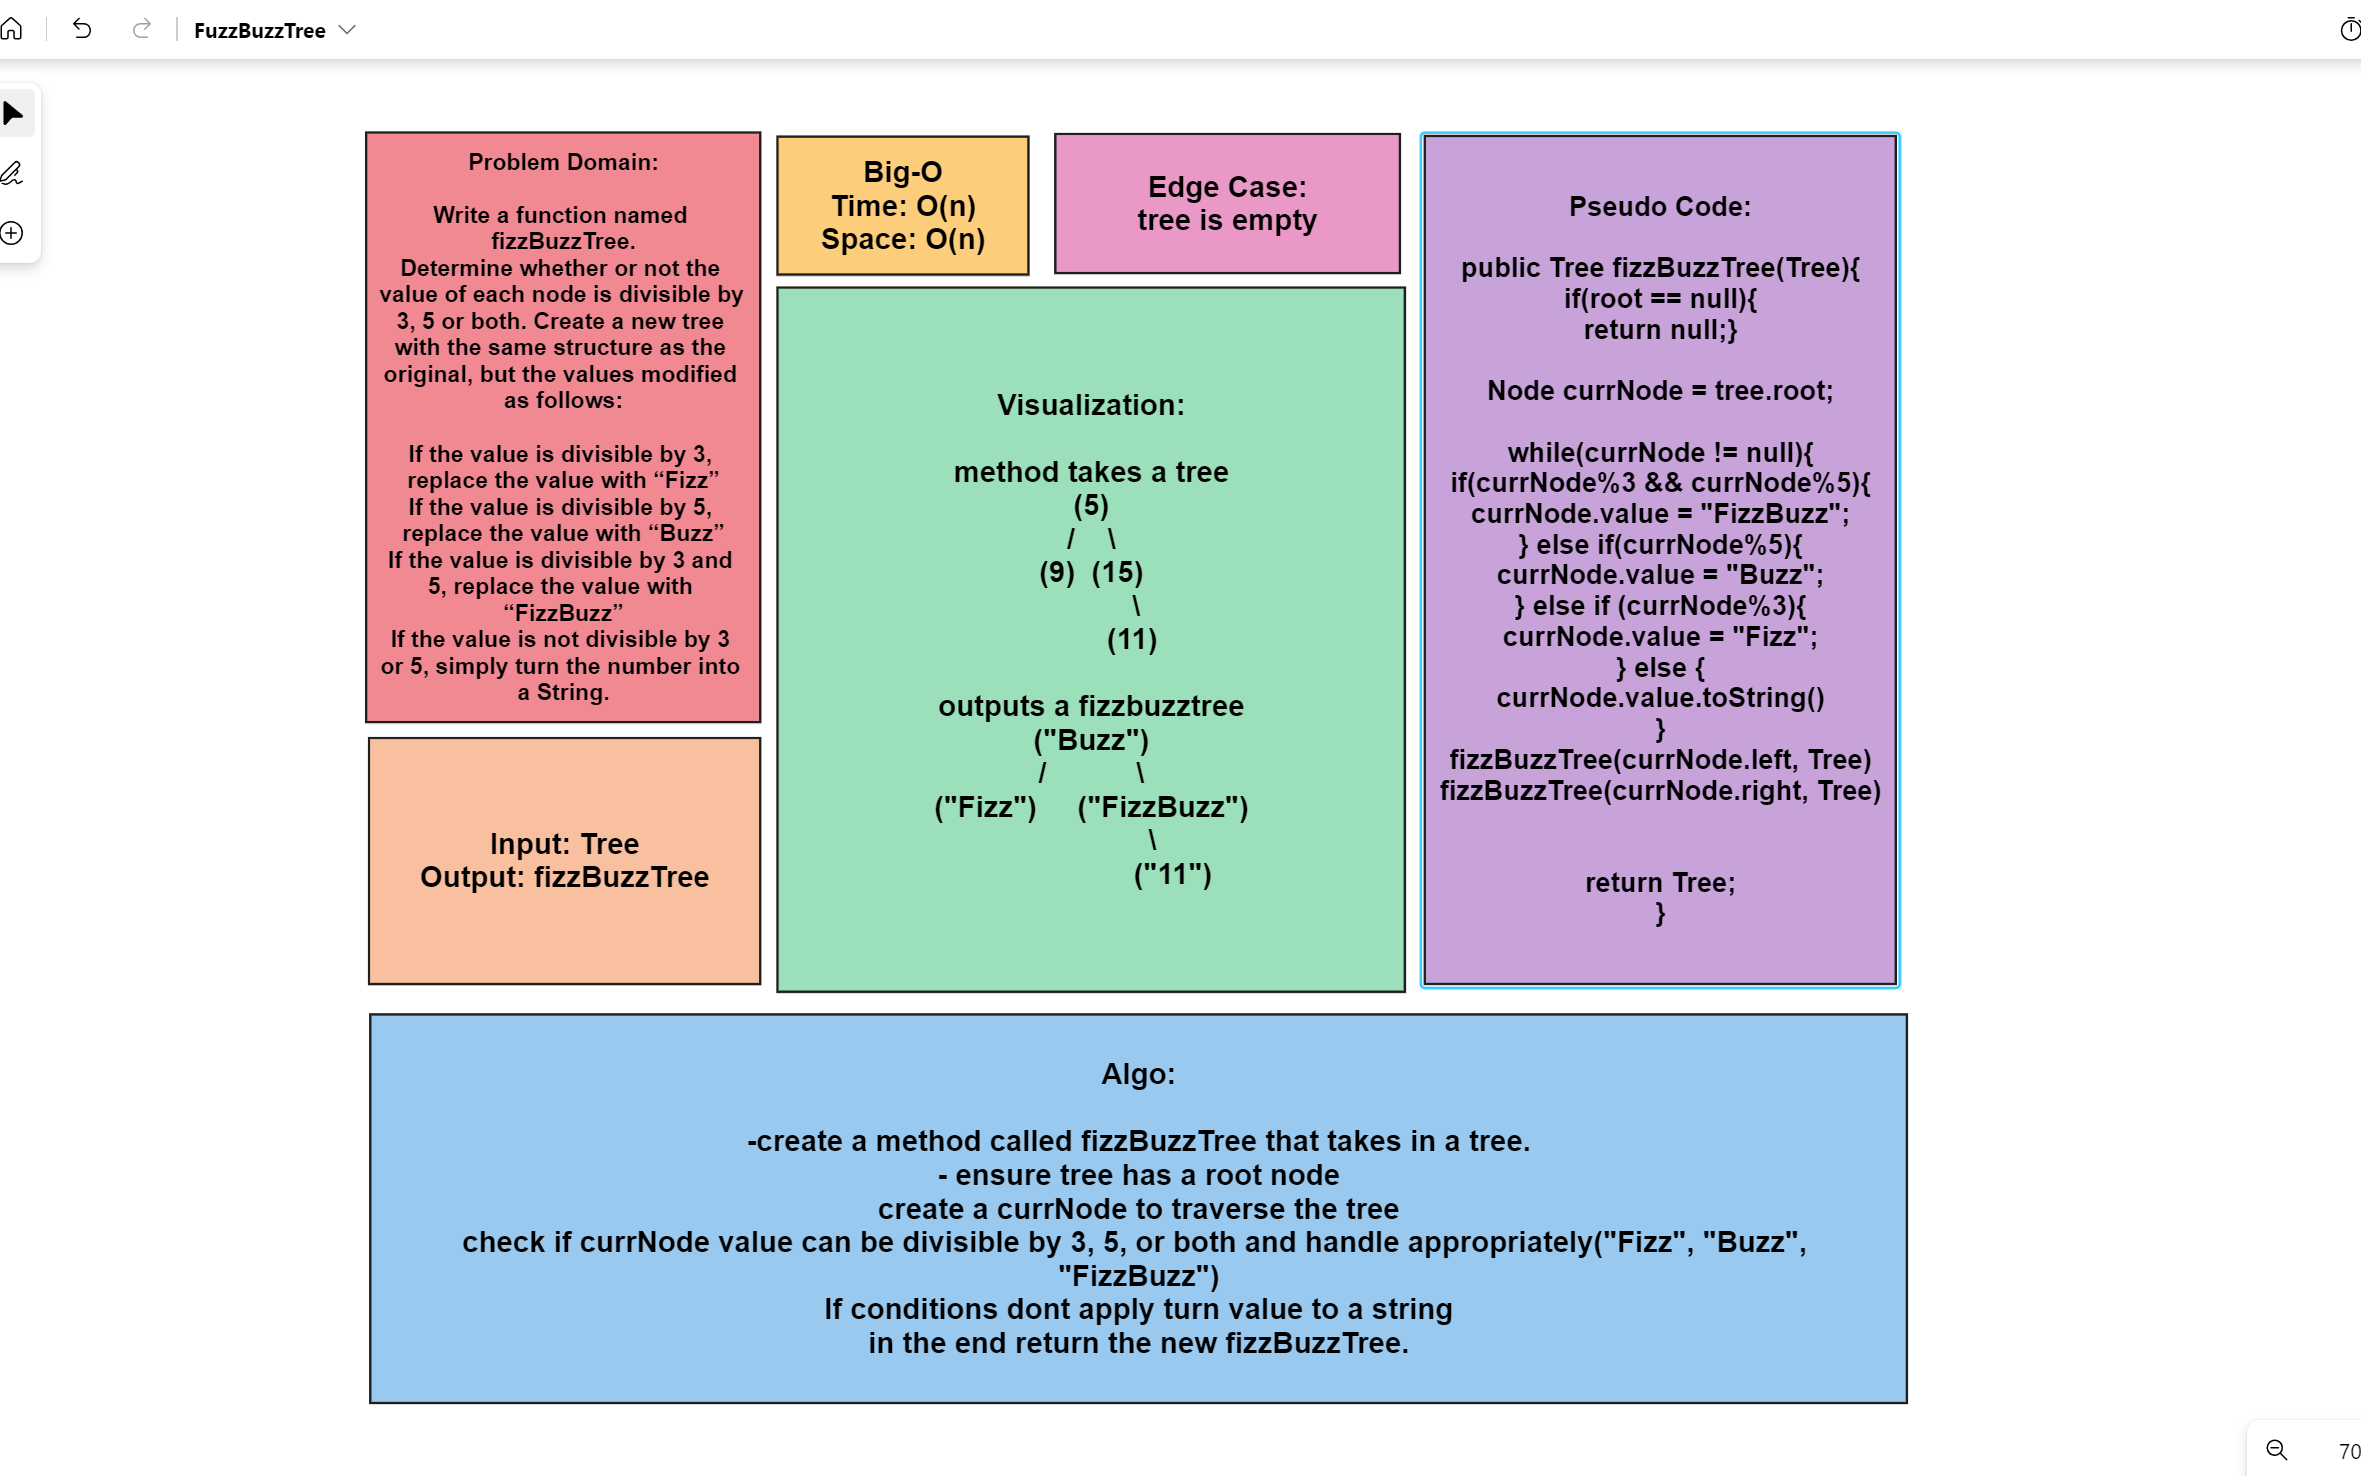 FuzzBuzzTree
Problem Domain:
Write a function named
fizzBuzzTree.
Determine whether or not the
value of each node is divisible by
3, 5 or both. Create a new tree
with the same structure as the
original, but the values modified
as follows:
If the value is divisible by 3,
replace the value with “Fizz”
If the value is divisible by 5,
replace the value with “Buzz”
If the value is divisible by 3 and
5, replace the value with
“FizzBuzz”
If the value is not divisible by 3
or 5, simply turn the number into
a String.
Input: Tree
Output: fizzBuzzTree
Big-O
Time: O(n)
Space: O(n)
Edge Case:
tree is empty
Visualization:
method takes a tree
(5)
/ \
(9) (15)
\
(11)
outputs a fizzbuzztree
("Buzz")
/ \
("Fizz") ("FizzBuzz")
\
("11")
Pseudo Code:
public Tree fizzBuzzTree(Tree){
if(root == null){
return null;}
Node currNode = tree.root;
while(currNode != null){
if(currNode%3 && currNode%5){
currNode.value = "FizzBuzz";
} else if(currNode%5){
currNode.value = "Buzz";
} else if (currNode%3){
currNode.value = "Fizz";
} else {
currNode.value.toString()
}
fizzBuzzTree(currNode.left, Tree)
fizzBuzzTree(currNode.right, Tree)
return Tree;
}
Algo:
-create a method called fizzBuzzTree that takes in a tree.
- ensure tree has a root node
create a currNode to traverse the tree
check if currNode value can be divisible by 3, 5, or both and handle appropriately("Fizz", "Buzz",
"FizzBuzz")
If conditions dont apply turn value to a string
in the end return the new fizzBuzzTree.
70